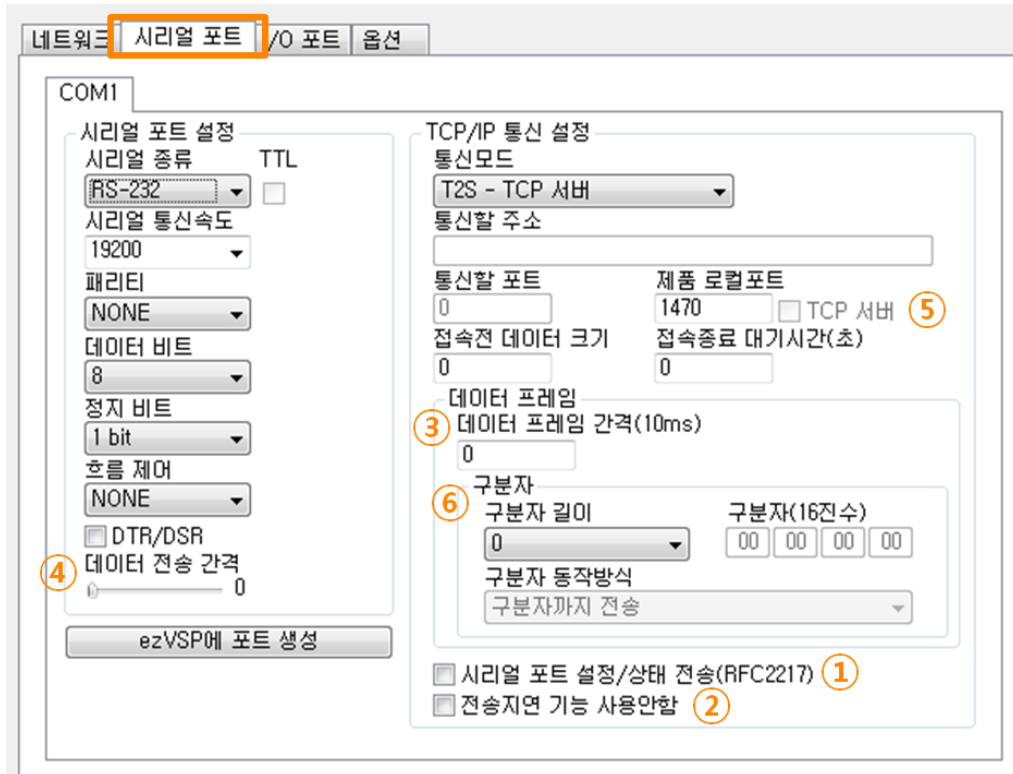 네트워크 시리얼 포트 /O 포트 옵션
COM1
시리얼 포트 설정
시리얼 종류 TTL
RS-232
시리얼 통신속도
19200
패리티
NONE
데이터 비트
8
정지 비트
1 bit
흐름 제어
NONE
DTR/DSR
④ 데이터 전송 간격
0
ezVSP에 포트 생성
TCP/IP 통신 설정
통신모드
T2S - TCP 서버
통신할 주소
통신할 포트 제품 로컬포트
0 1470 TCP 서버 ⑤
접속전 데이터 크기 접속종료 대기시간(초)
0 0
데이터 프레임
③ 데이터 프레임 간격(10ms)
0
구분자
⑥ 구분자 길이 구분자(16진수)
0 00 00 00 00
구분자 동작방식
구분자까지 전송
시리얼 포트 설정/상태 전송(RFC2217) ①
전송지연 기능 사용안함 ②